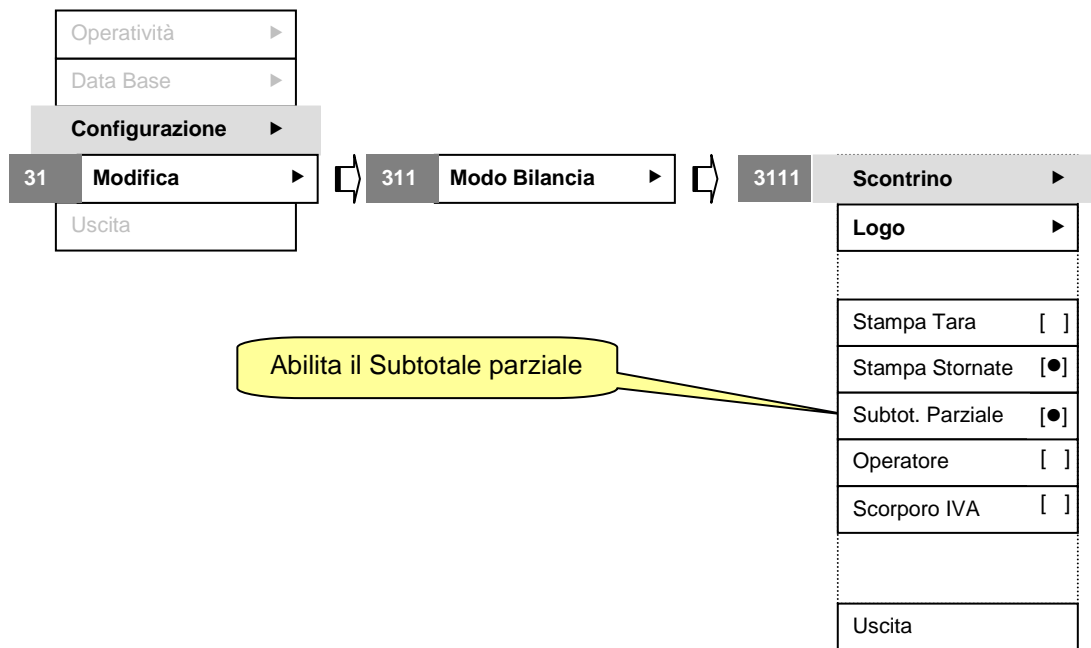 Operatività ▶
Data Base ▶
Configurazione ▶
31 Modifica ▶ 311 Modo Bilancia ▶ 3111 Scontrino ▶
Uscita
Logo ▶
Stampa Tara [ ]
Stampa Stornate [●]
Abilita il Subtotale parziale
Subtot. Parziale [●]
Operatore [ ]
Scorporo IVA [ ]
Uscita